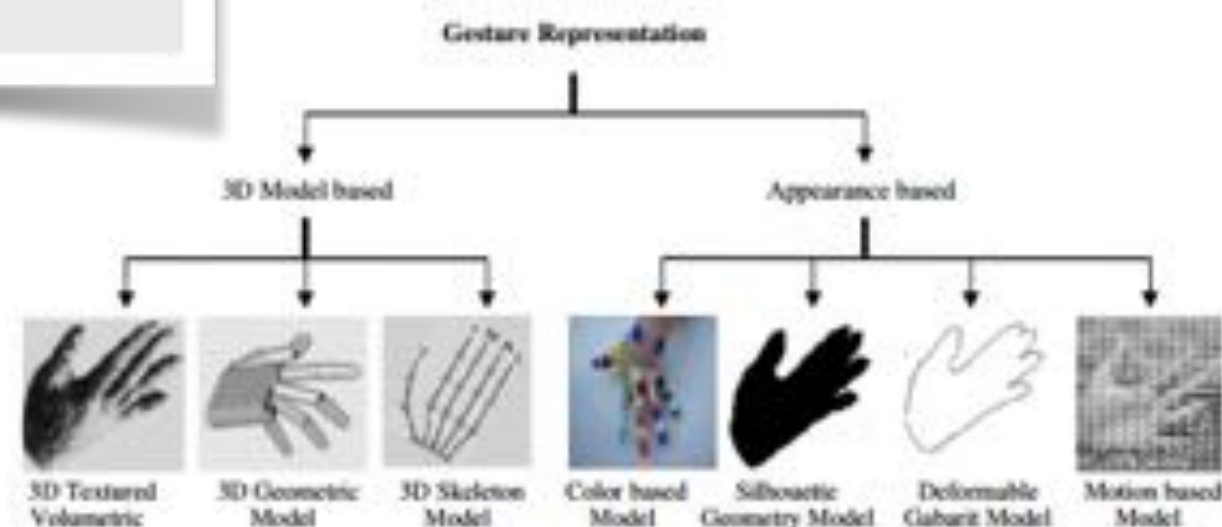 Gesture Representation
3D Model based
Appearance based
3D Textured
Volumetric
3D Geometric
Model
3D Skeleton
Model
Color based
Model
Silhouette
Geometry Model
Deformable
Gabarit Model
Motion based
Model